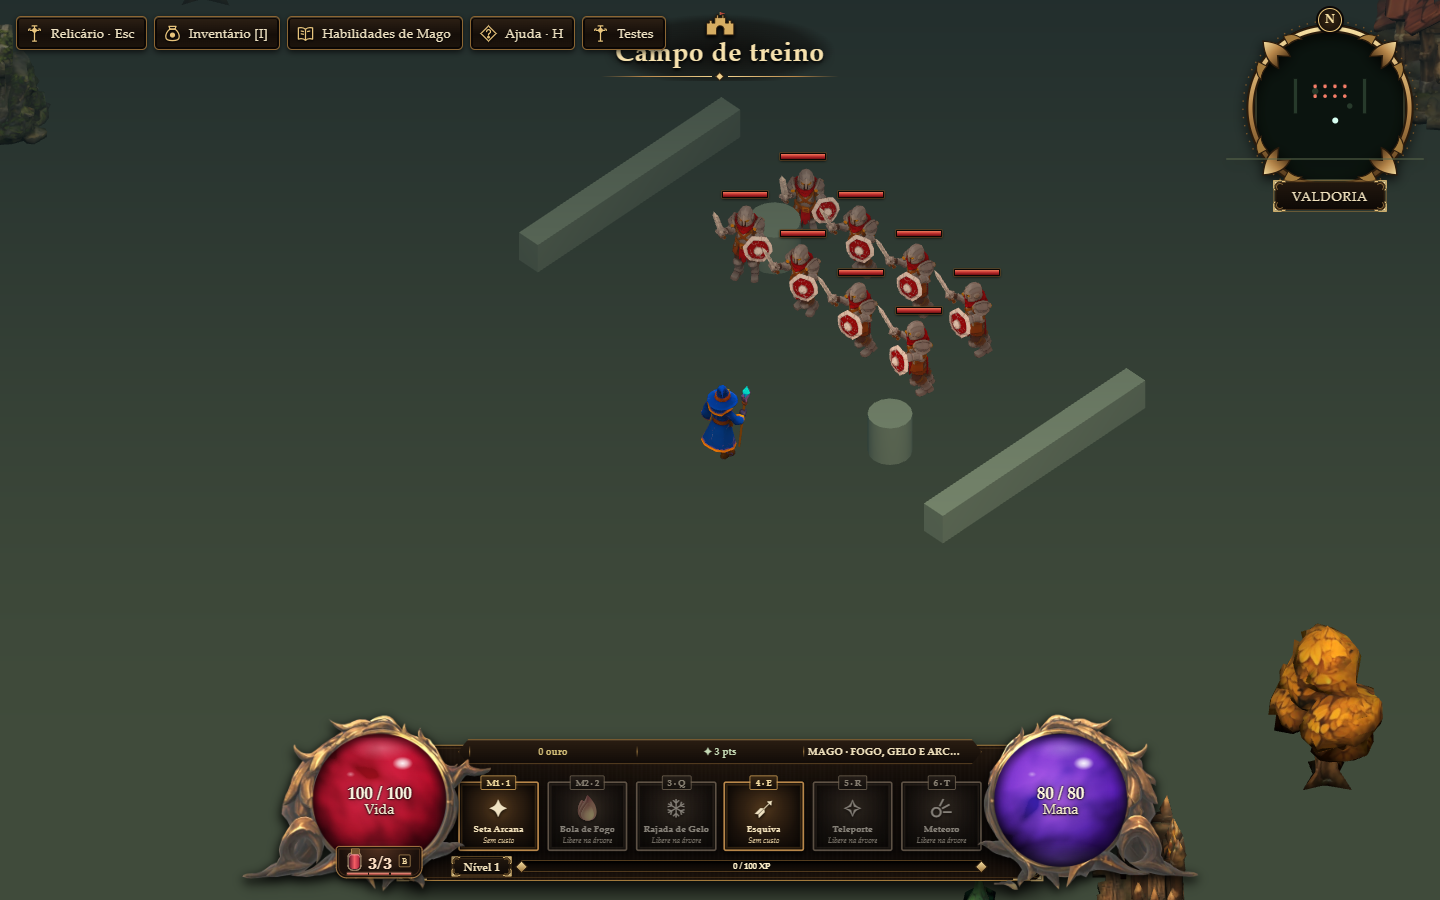 Relicário · Esc
Inventário [I]
Habilidades de Mago
Ajuda · H
Testes
Campo de treino
N
VALDORIA
0 ouro
3 pts
MAGO · FOGO, GELO E ARC...
100 / 100
Vida
3/3
B
M1 · 1
Seta Arcana
Sem custo
M2 · 2
Bola de Fogo
Libere na árvore
3 · Q
Rajada de Gelo
Libere na árvore
4 · E
Esquiva
Sem custo
5 · R
Teleporte
Libere na árvore
6 · T
Meteoro
Libere na árvore
80 / 80
Mana
Nível 1
0 / 100 XP